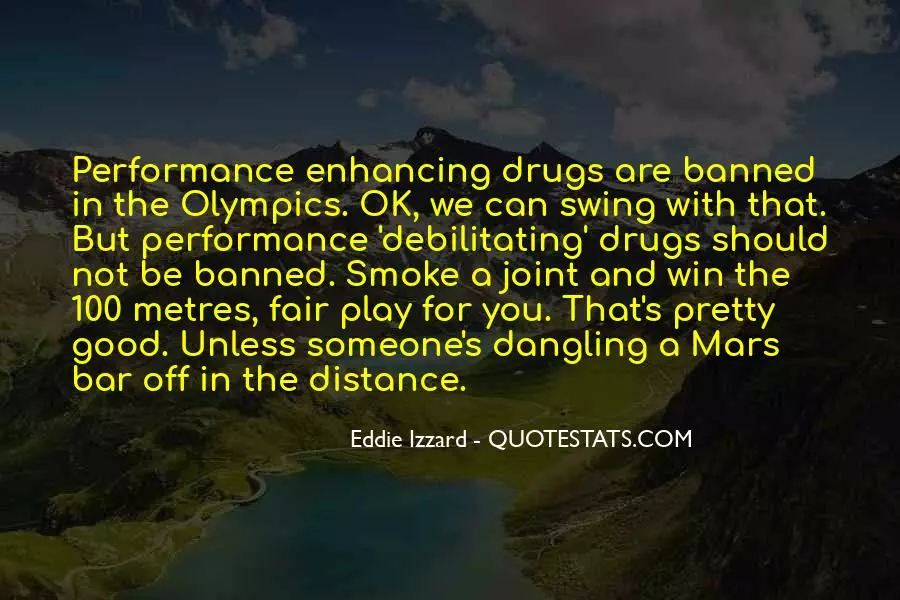 Performance enhancing drugs are banned
in the Olympics. OK, we can swing with that.
But performance 'debilitating' drugs should
not be banned. Smoke a joint and win the
100 metres, fair play for you. That's pretty
good. Unless someone's dangling a Mars
bar off in the distance.
Eddie Izzard - QUOTESTATS.COM